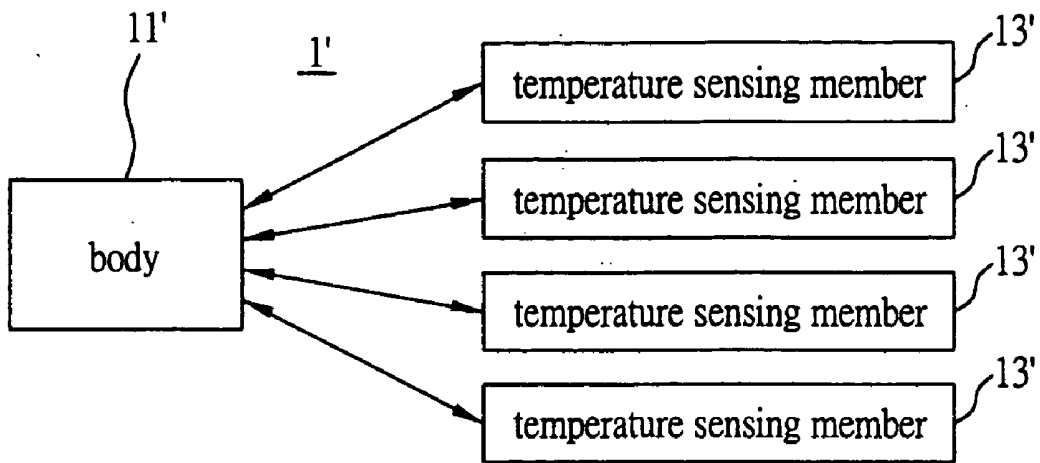 11'
1'
13'
temperature sensing member
13'
temperature sensing member
body
13'
temperature sensing member
13'
temperature sensing member